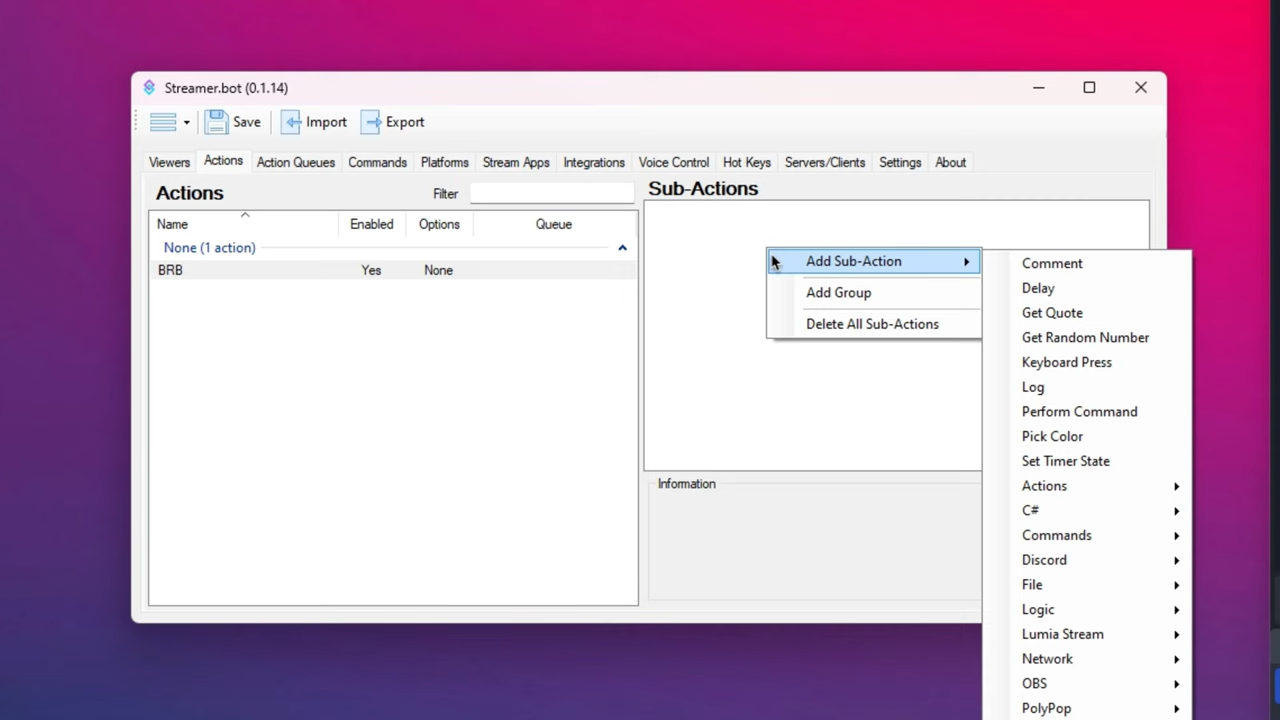 Streamer.bot (0.1.14)
Save Import Export
Viewers Actions Action Queues Commands Platforms Stream Apps Integrations Voice Control Hot Keys Servers/Clients Settings About
Actions Filter
Name Enabled Options Queue
None (1 action)
BRB Yes None
Sub-Actions
Add Sub-Action
Add Group
Delete All Sub-Actions
Comment
Delay
Get Quote
Get Random Number
Keyboard Press
Log
Perform Command
Pick Color
Set Timer State
Actions
C#
Commands
Discord
File
Logic
Lumia Stream
Network
OBS
PolyPop
Information